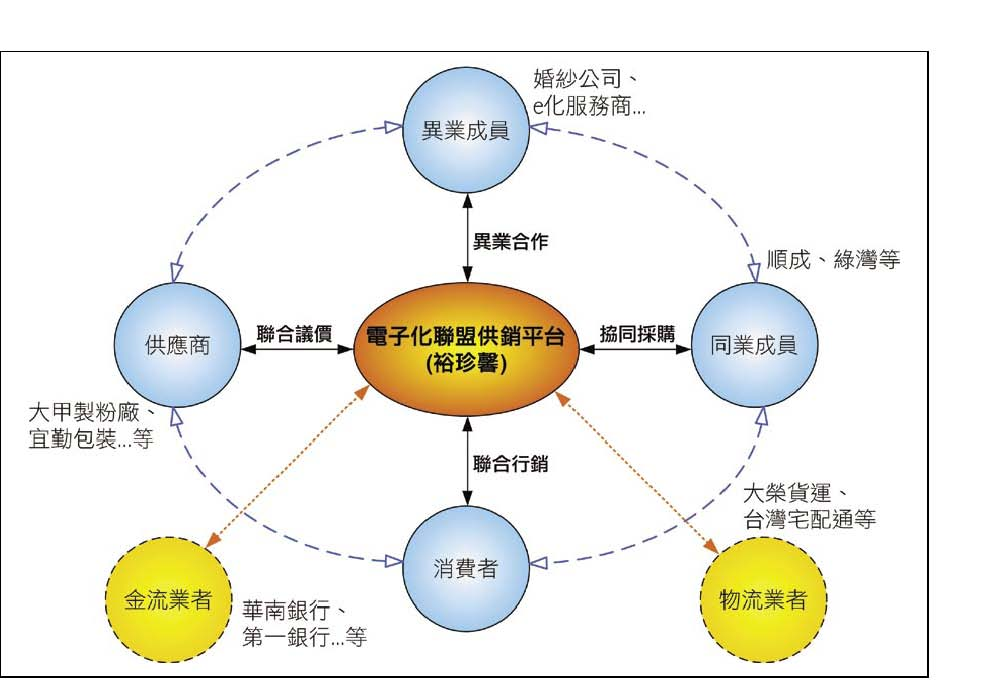 婚紗公司、
e化服務商...
異業成員
異業合作
順成、綠灣等
供應商
聯合議價
電子化聯盟供銷平台
(裕珍馨)
協同採購
同業成員
大甲製粉廠、
宜勤包裝...等
聯合行銷
大榮貨運、
台灣宅配通等
消費者
金流業者
華南銀行、
第一銀行...等
物流業者